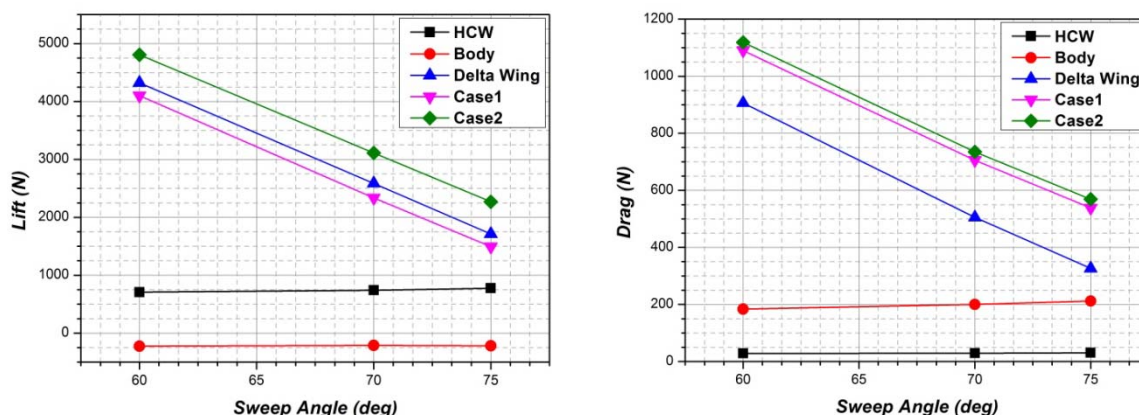 5000
4000
3000
2000
1000
0
Lift (N)
60
65
70
75
Sweep Angle (deg)
HCW
Body
Delta Wing
Case1
Case2
1200
1000
800
600
400
200
0
Drag (N)
60
65
70
75
Sweep Angle (deg)
HCW
Body
Delta Wing
Case1
Case2